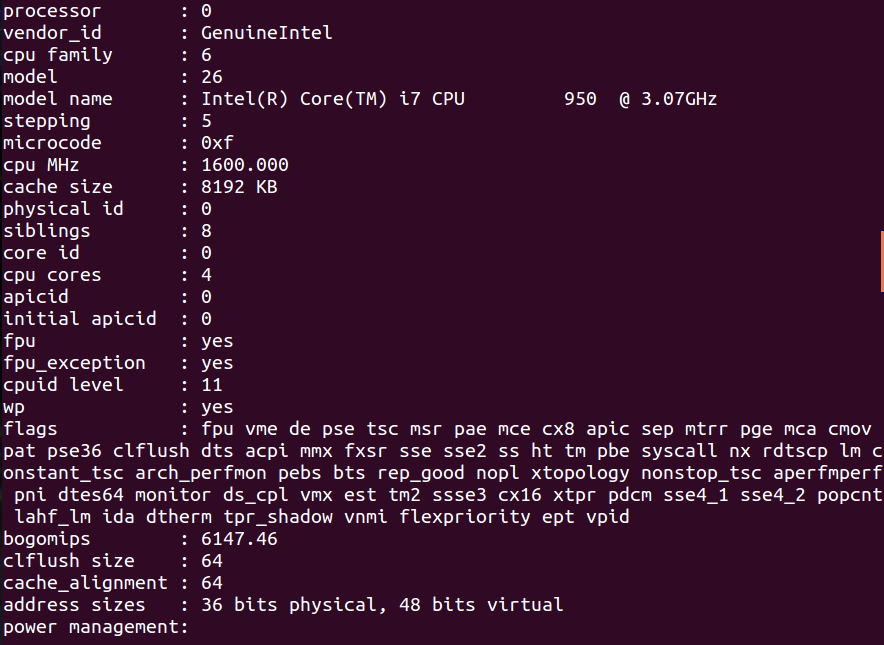 processor       : 0
vendor_id       : GenuineIntel
cpu family      : 6
model           : 26
model name      : Intel(R) Core(TM) i7 CPU         950  @ 3.07GHz
stepping        : 5
microcode       : 0xf
cpu MHz         : 1600.000
cache size      : 8192 KB
physical id     : 0
siblings        : 8
core id         : 0
cpu cores       : 4
apicid          : 0
initial apicid  : 0
fpu             : yes
fpu_exception   : yes
cpuid level     : 11
wp              : yes
flags           : fpu vme de pse tsc msr pae mce cx8 apic sep mtrr pge mca cmov
pat pse36 clflush dts acpi mmx fxsr sse sse2 ss ht tm pbe syscall nx rdtscp lm c
onstant_tsc arch_perfmon pebs bts rep_good nopl xtopology nonstop_tsc aperfmperf
 pni dtes64 monitor ds_cpl vmx est tm2 ssse3 cx16 xtpr pdcm sse4_1 sse4_2 popcnt
 lahf_lm ida dtherm tpr_shadow vnmi flexpriority ept vpid
bogomips        : 6147.46
clflush size    : 64
cache_alignment : 64
address sizes   : 36 bits physical, 48 bits virtual
power management: